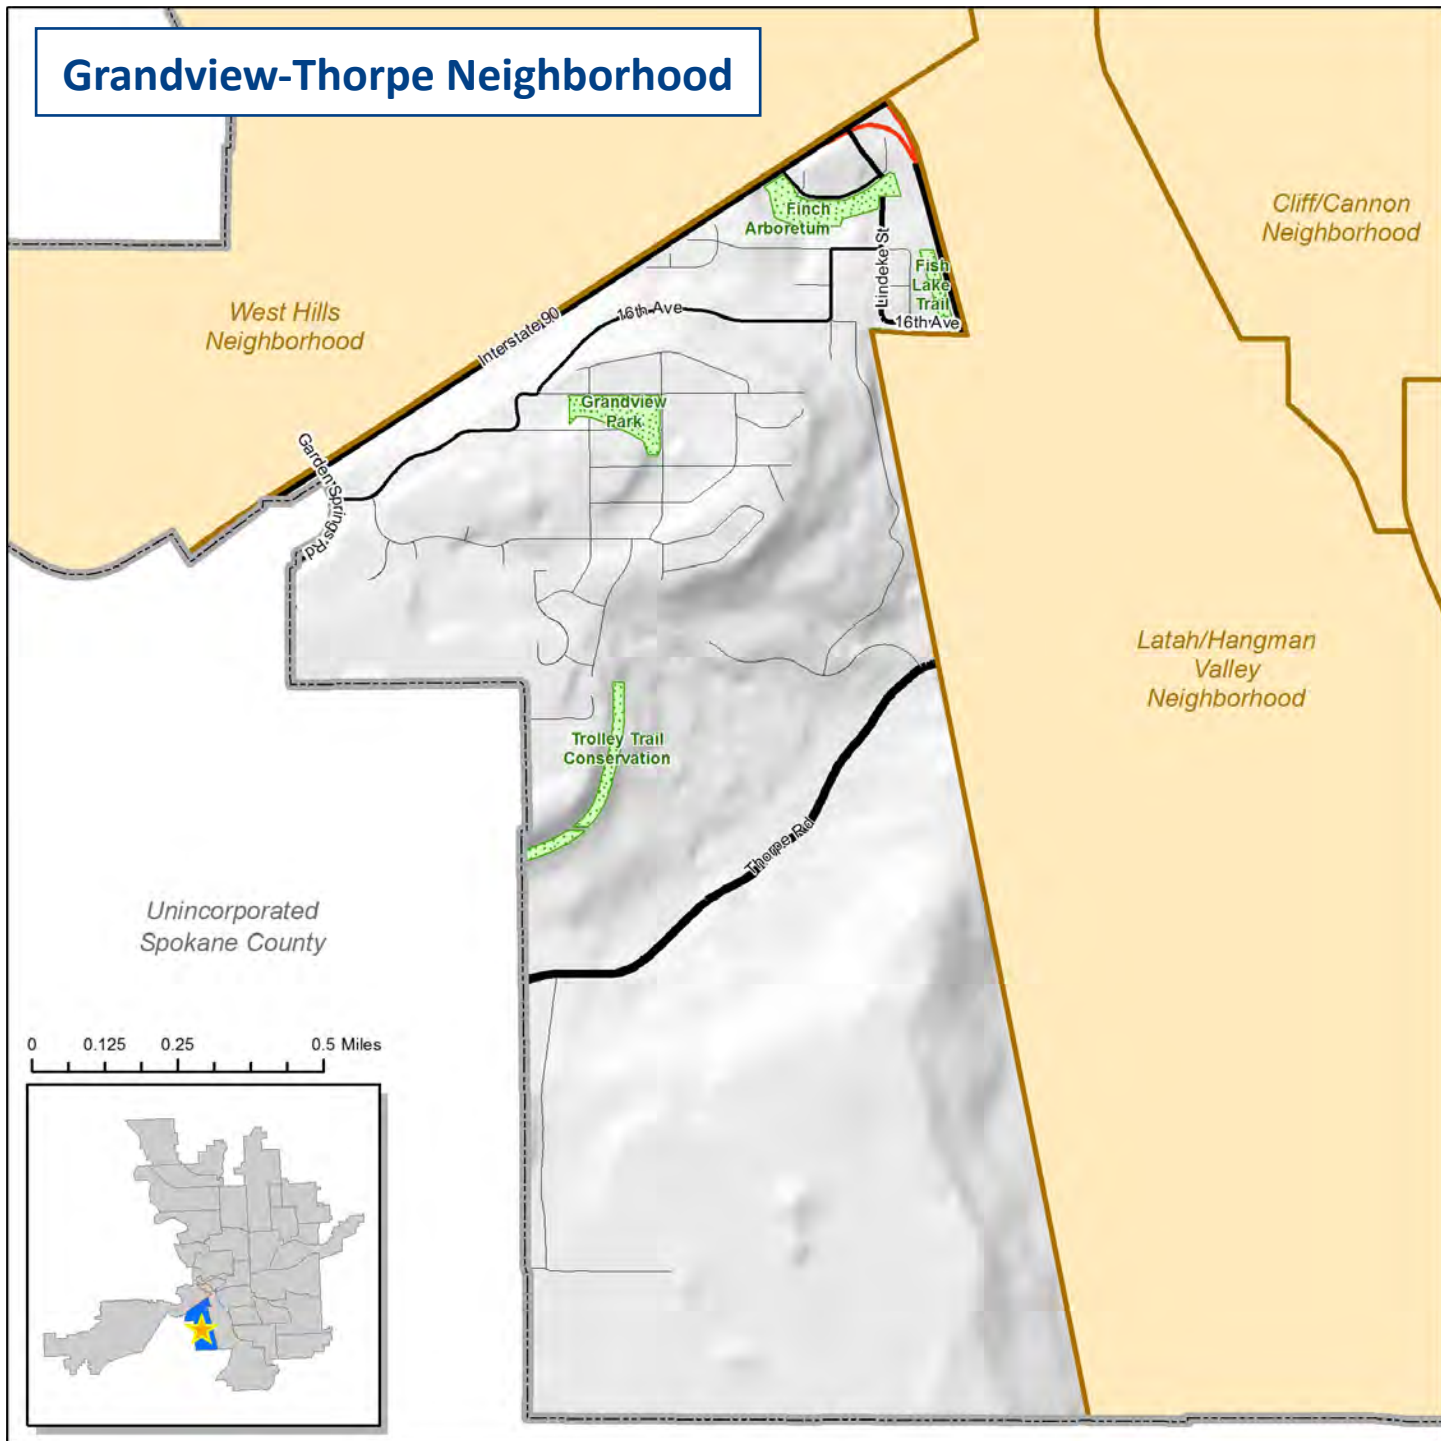 Grandview-Thorpe Neighborhood
Finch
Arboretum
Cliff/Cannon
Neighborhood
Lindeke St
Fish
Lake
Trail
West Hills
Neighborhood
Interstate 90
16th Ave
16th Ave
Grandview
Park
Garden Springs Rd
Latah/Hangman
Valley
Neighborhood
Trolley Trail
Conservation
Thorpe Rd
Unincorporated
Spokane County
0 0.125 0.25 0.5 Miles